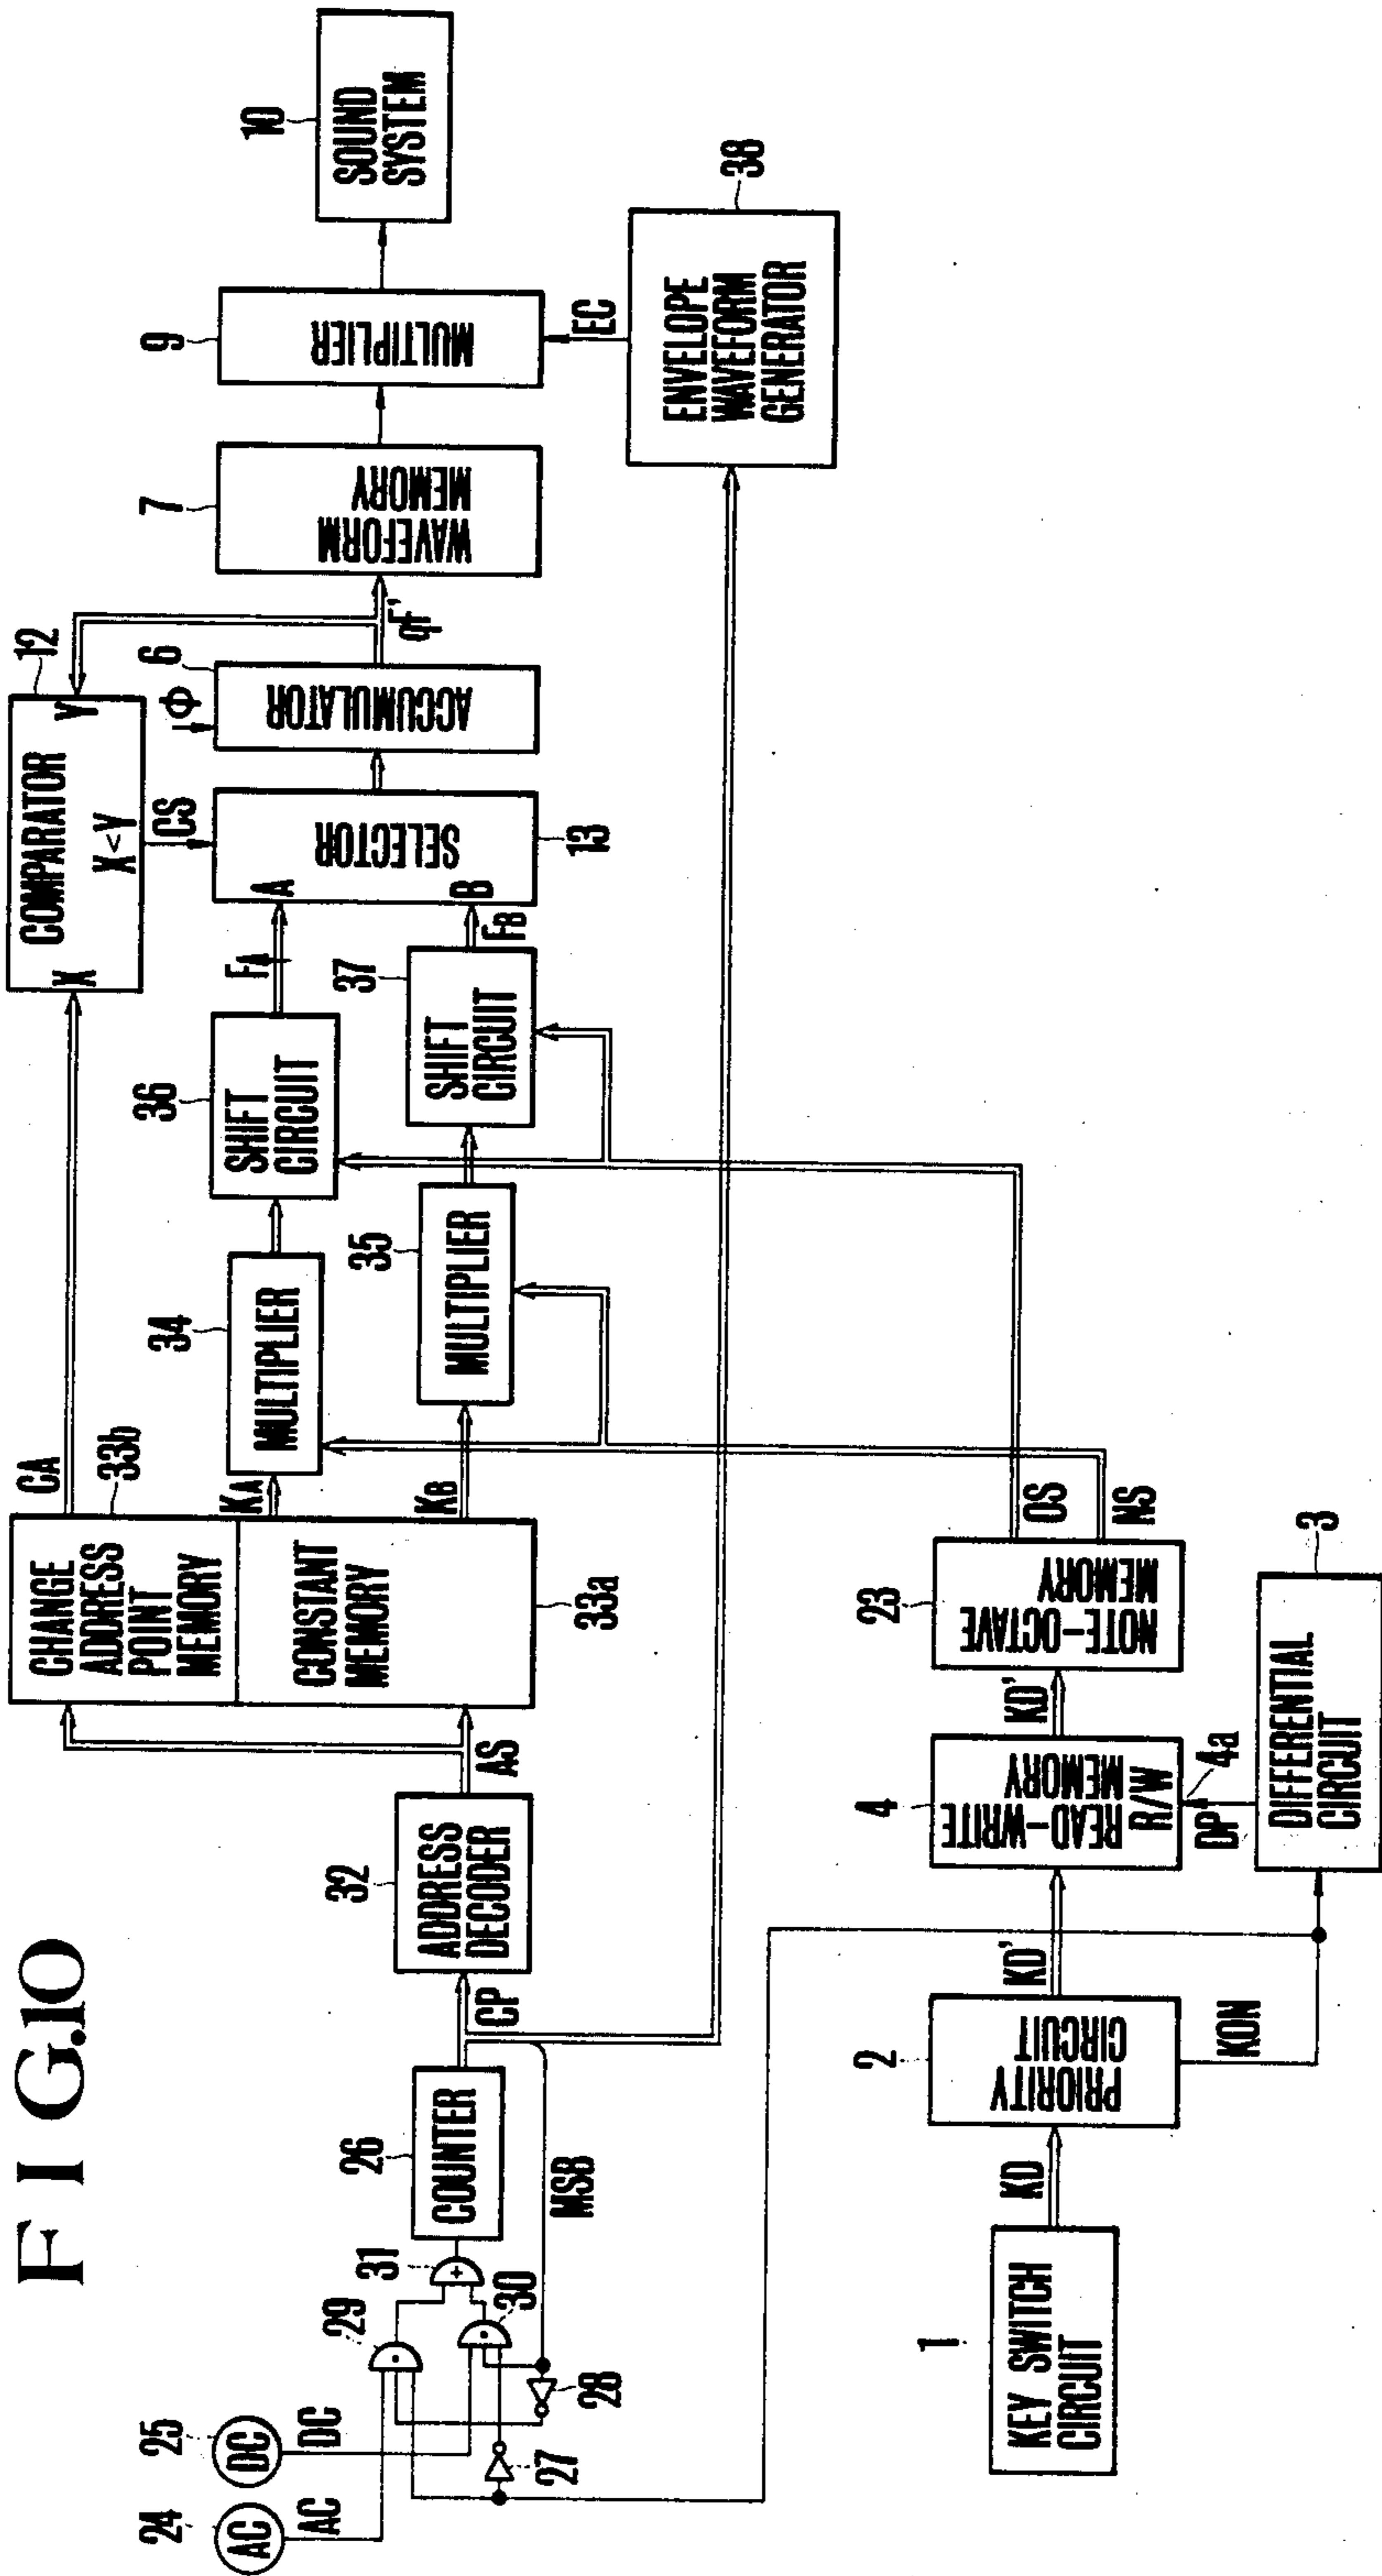 FIG.10
24
AC
AC
25
DC
DC
29
30
31
27
28
26
COUNTER
MSB
CP
32
ADDRESS
DECODER
AS
CHANGE
ADDRESS
POINT
MEMORY
CONSTANT
MEMORY
33a
33b
CA
KA
KB
34
MULTIPLIER
35
MULTIPLIER
36
SHIFT
CIRCUIT
37
SHIFT
CIRCUIT
FA
FB
12
COMPARATOR
X
Y
X<Y
CS
A
B
SELECTOR
13
ϕ
6
ACCUMULATOR
qF'
7
WAVEFORM
MEMORY
9
MULTIPLIER
EC
10
SOUND
SYSTEM
ENVELOPE
WAVEFORM
GENERATOR
38
1
KEY SWITCH
CIRCUIT
KD
2
PRIORITY
CIRCUIT
KD'
KON
4
READ-WRITE
MEMORY
R/W
DP
4a
KD'
3
DIFFERENTIAL
CIRCUIT
23
NOTE-OCTAVE
MEMORY
OS
NS